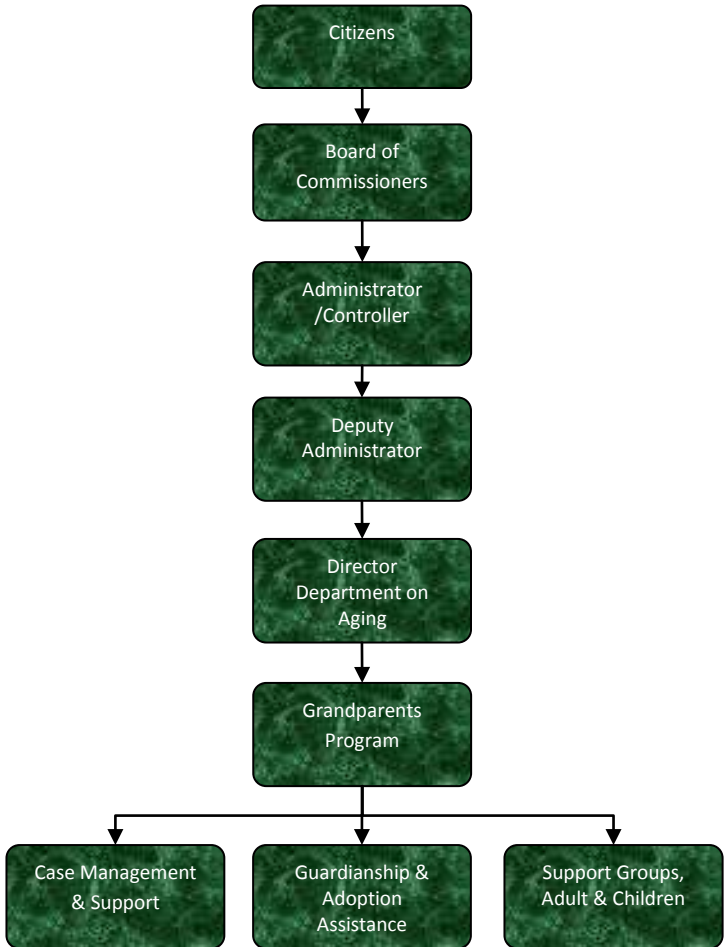 Citizens
Board of
Commissioners
Administrator
/Controller
Deputy
Administrator
Director
Department on
Aging
Grandparents
Program
Case Management
& Support
Guardianship &
Adoption
Assistance
Support Groups,
Adult & Children